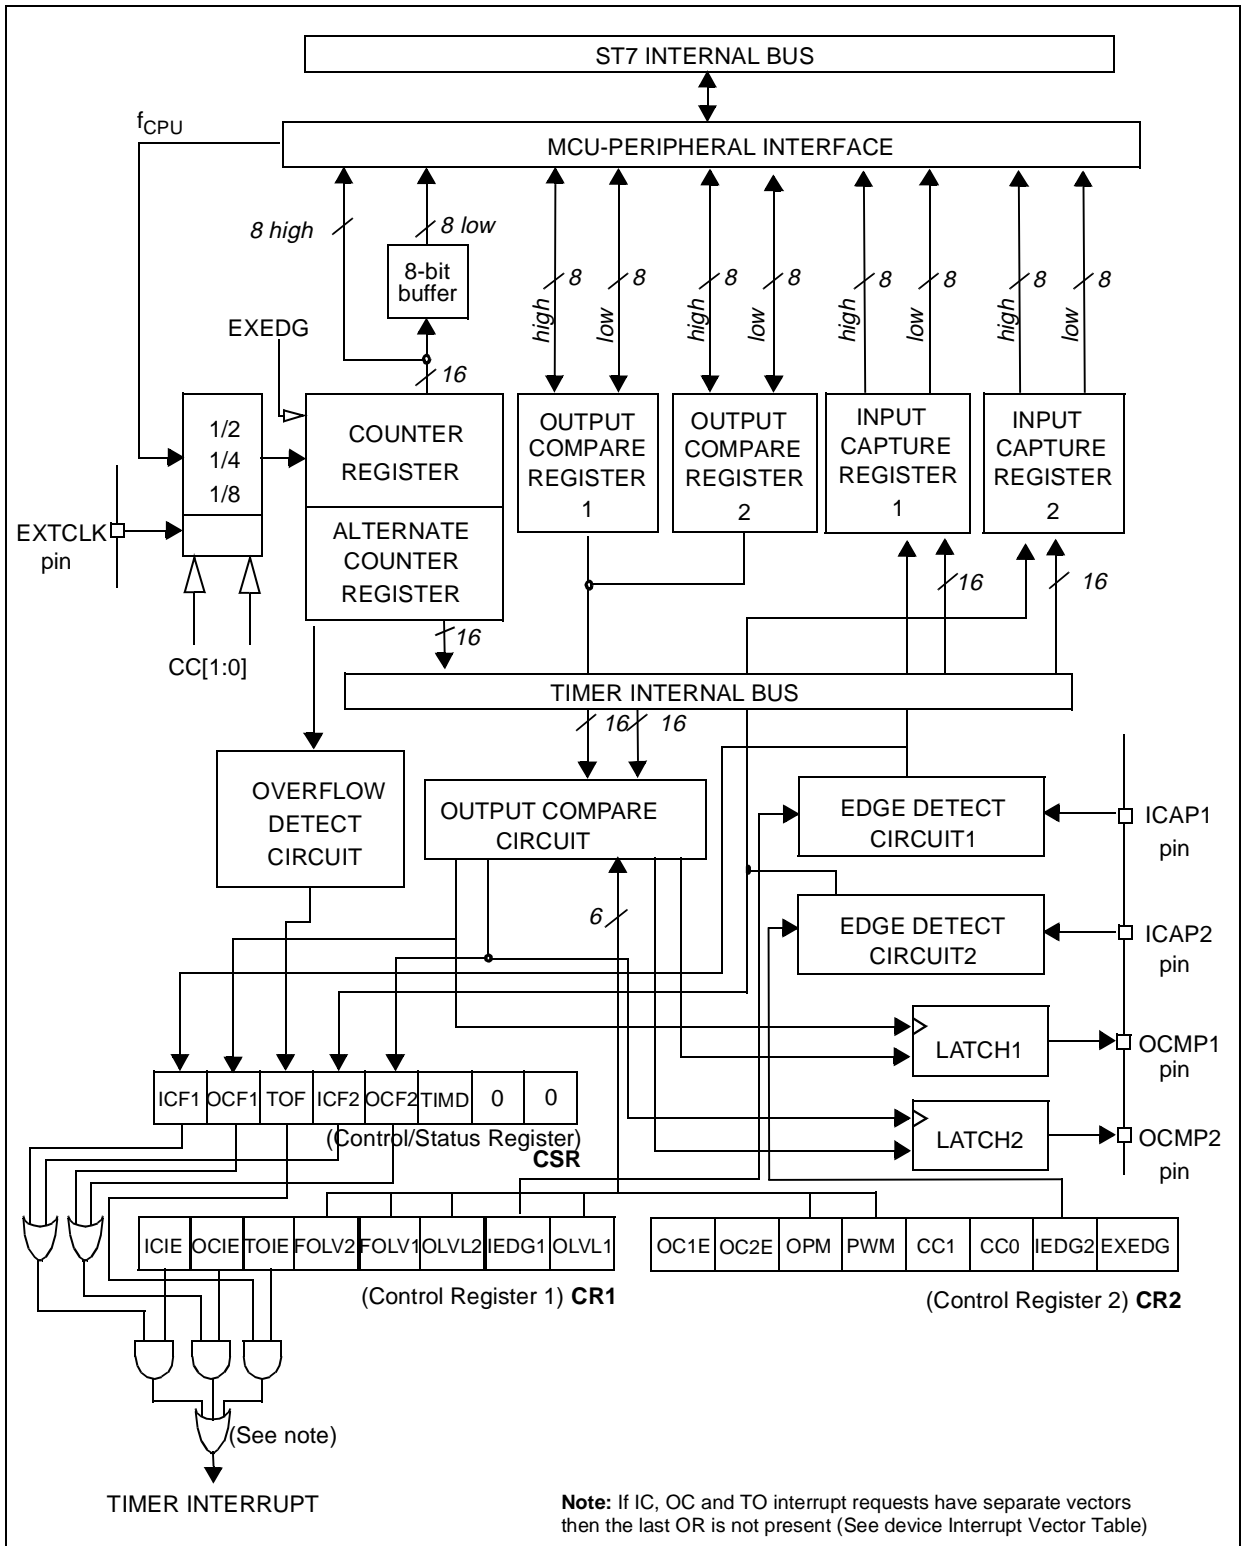 ST7 INTERNAL BUS
fCPU
MCU-PERIPHERAL INTERFACE
8 high
8 low
8-bit
buffer
8 8 8 8 8 8 8 8
high low high low high low high low
EXEDG
16
1/2
1/4
1/8
COUNTER
REGISTER
OUTPUT
COMPARE
REGISTER
1
OUTPUT
COMPARE
REGISTER
2
INPUT
CAPTURE
REGISTER
1
INPUT
CAPTURE
REGISTER
2
EXTCLK
pin
ALTERNATE
COUNTER
REGISTER
16
16
16
CC[1:0]
TIMER INTERNAL BUS
16 16
OVERFLOW
DETECT
CIRCUIT
OUTPUT COMPARE
CIRCUIT
EDGE DETECT
CIRCUIT1
ICAP1
pin
6
EDGE DETECT
CIRCUIT2
ICAP2
pin
LATCH1
OCMP1
pin
ICF1 OCF1 TOF ICF2 OCF2 TIMD 0 0
(Control/Status Register)
CSR
LATCH2
OCMP2
pin
ICIE OCIE TOIE FOLV2 FOLV1 OLVL2 IEDG1 OLVL1
(Control Register 1) CR1
OC1E OC2E OPM PWM CC1 CC0 IEDG2 EXEDG
(Control Register 2) CR2
(See note)
TIMER INTERRUPT
Note: If IC, OC and TO interrupt requests have separate vectors
then the last OR is not present (See device Interrupt Vector Table)